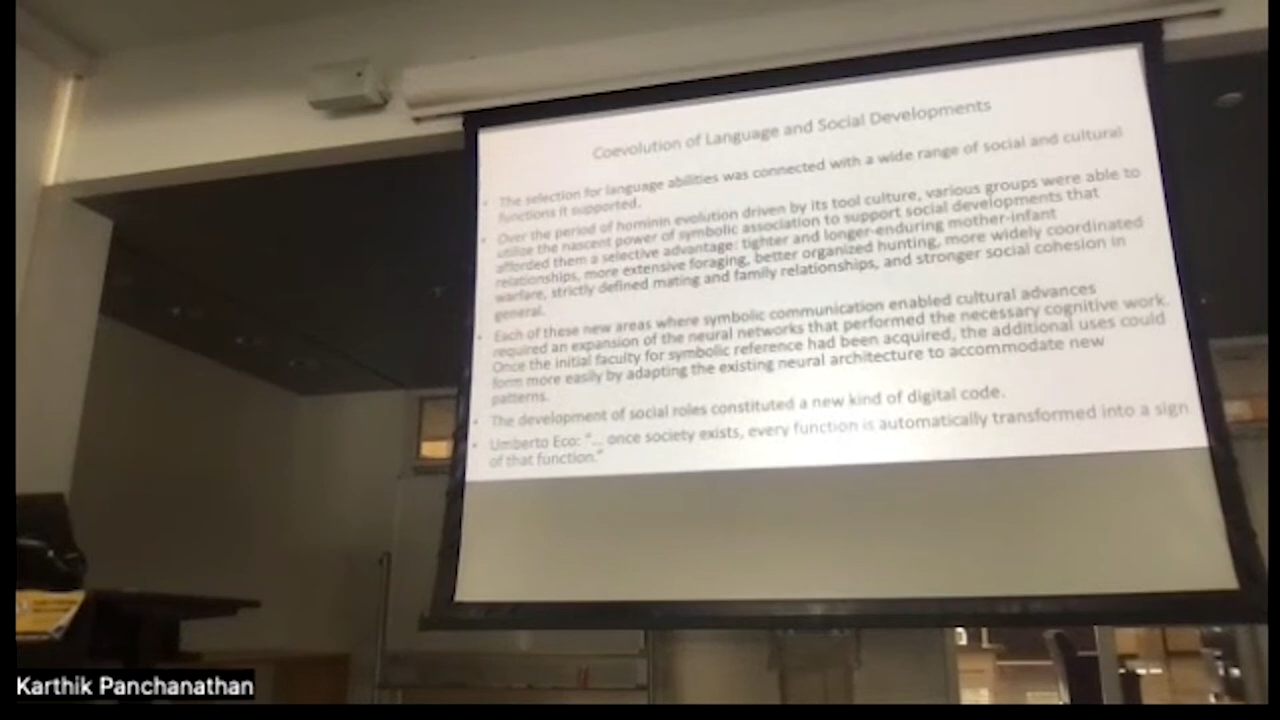 Coevolution of Language and Social Developments
• The selection for language abilities was connected with a wide range of social and cultural
functions it supported.
• Over the period of hominin evolution driven by its tool culture, various groups were able to
utilize the nascent power of symbolic association to support social developments that
afforded them a selective advantage: tighter and longer-enduring mother-infant
relationships, more extensive foraging, better organized hunting, more widely coordinated
warfare, strictly defined mating and family relationships, and stronger social cohesion in
general.
• Each of these new areas where symbolic communication enabled cultural advances
required an expansion of the neural networks that performed the necessary cognitive work.
Once the initial faculty for symbolic reference had been acquired, the additional uses could
form more easily by adapting the existing neural architecture to accommodate new
patterns.
• The development of social roles constituted a new kind of digital code.
• Umberto Eco: "... once society exists, every function is automatically transformed into a sign
of that function."
Karthik Panchanathan